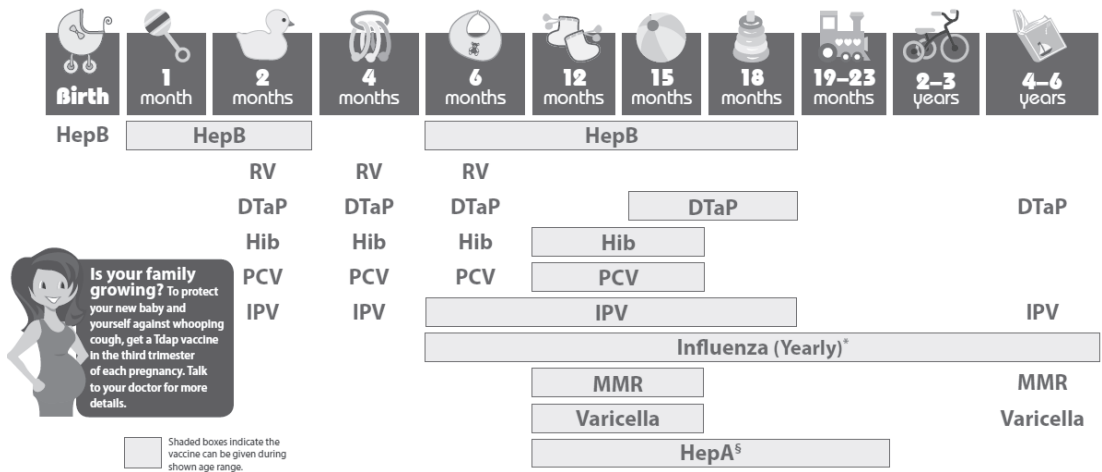 Birth
1
month
2
months
4
months
6
months
12
months
15
months
18
months
19–23
months
2–3
years
4–6
years
HepB HepB HepB
RV RV RV
DTaP DTaP DTaP DTaP DTaP
Hib Hib Hib Hib
PCV PCV PCV PCV
IPV IPV IPV IPV
Influenza (Yearly)*
MMR MMR
Varicella Varicella
HepA§
Is your family
growing? To protect
your new baby and
yourself against whooping
cough, get a Tdap vaccine
in the third trimester
of each pregnancy. Talk
to your doctor for more
details.
Shaded boxes indicate the
vaccine can be given during
shown age range.